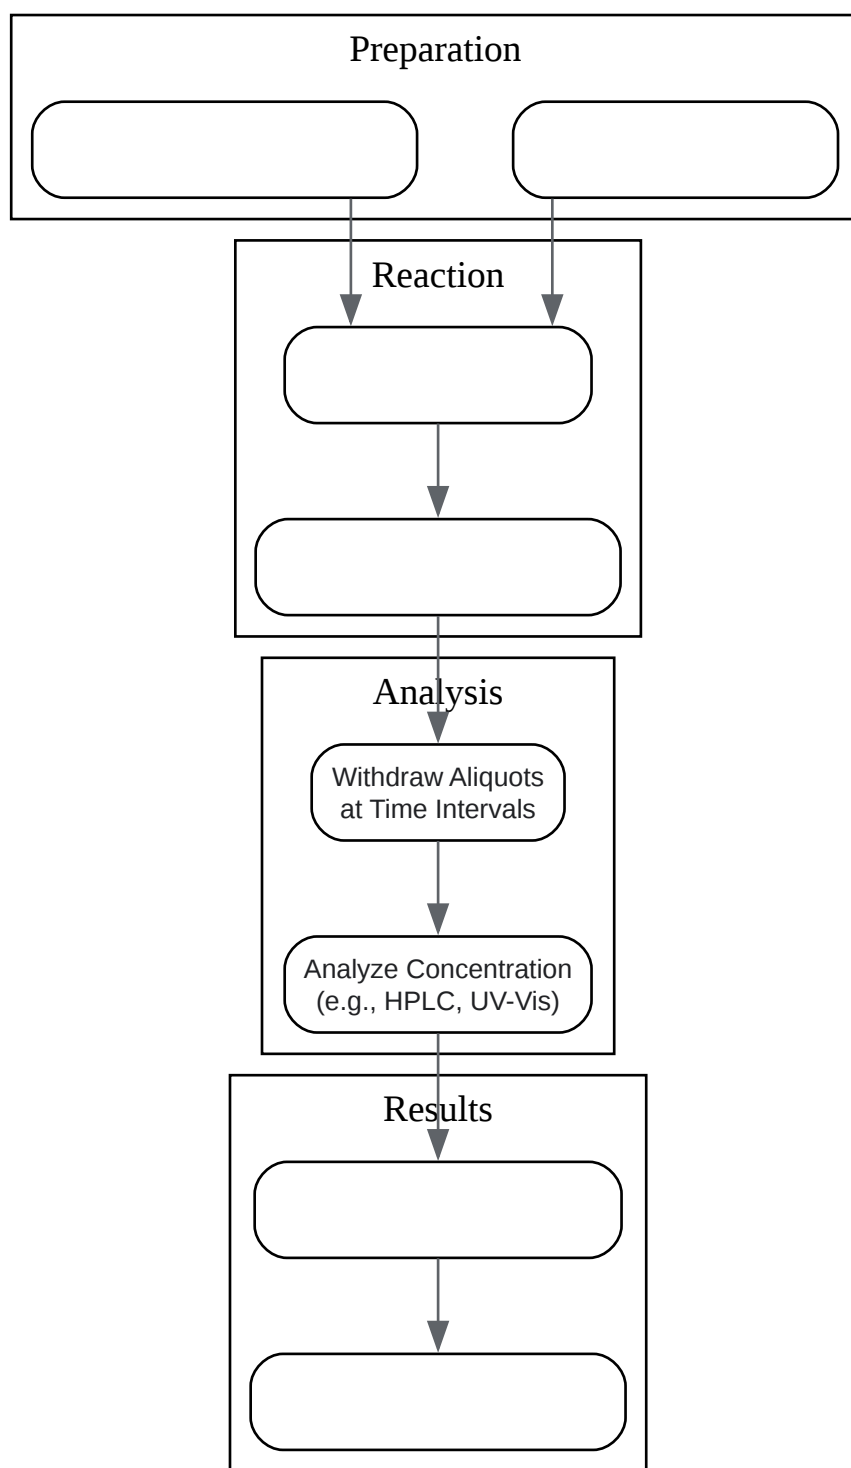 Preparation
Reaction
Analysis
Withdraw Aliquots
at Time Intervals
Analyze Concentration
(e.g., HPLC, UV-Vis)
Results